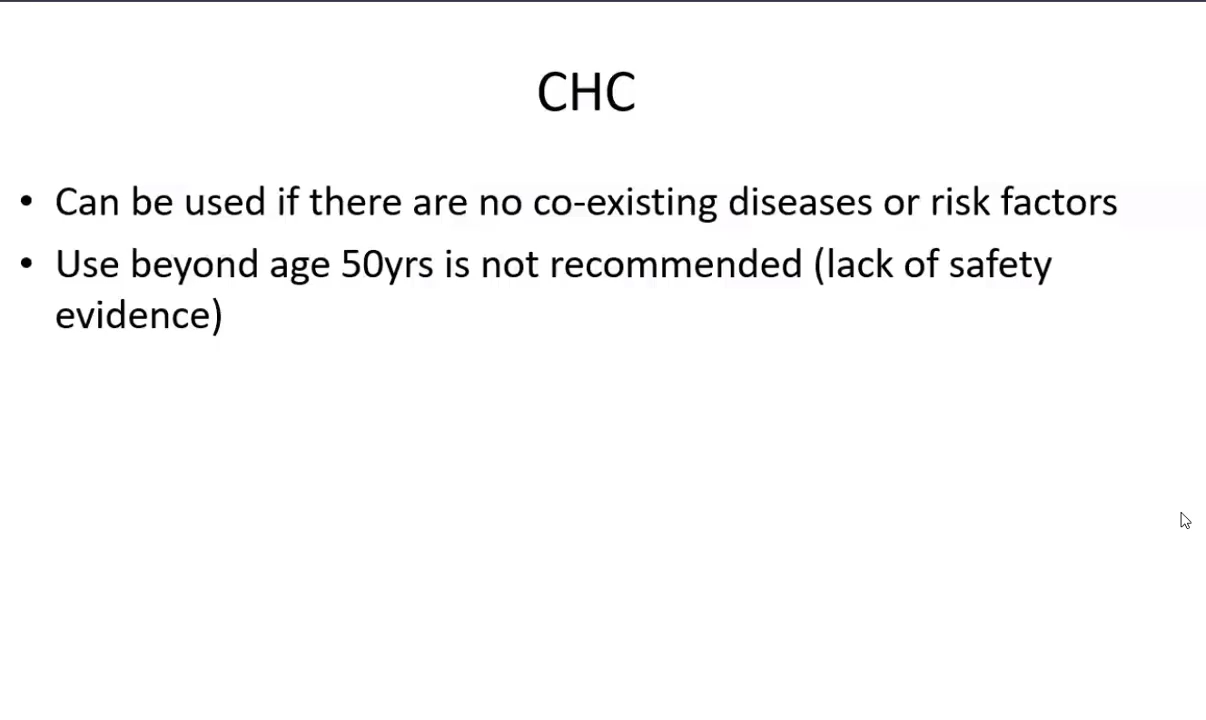 CHC
• Can be used if there are no co-existing diseases or risk factors
• Use beyond age 50yrs is not recommended (lack of safety
evidence)